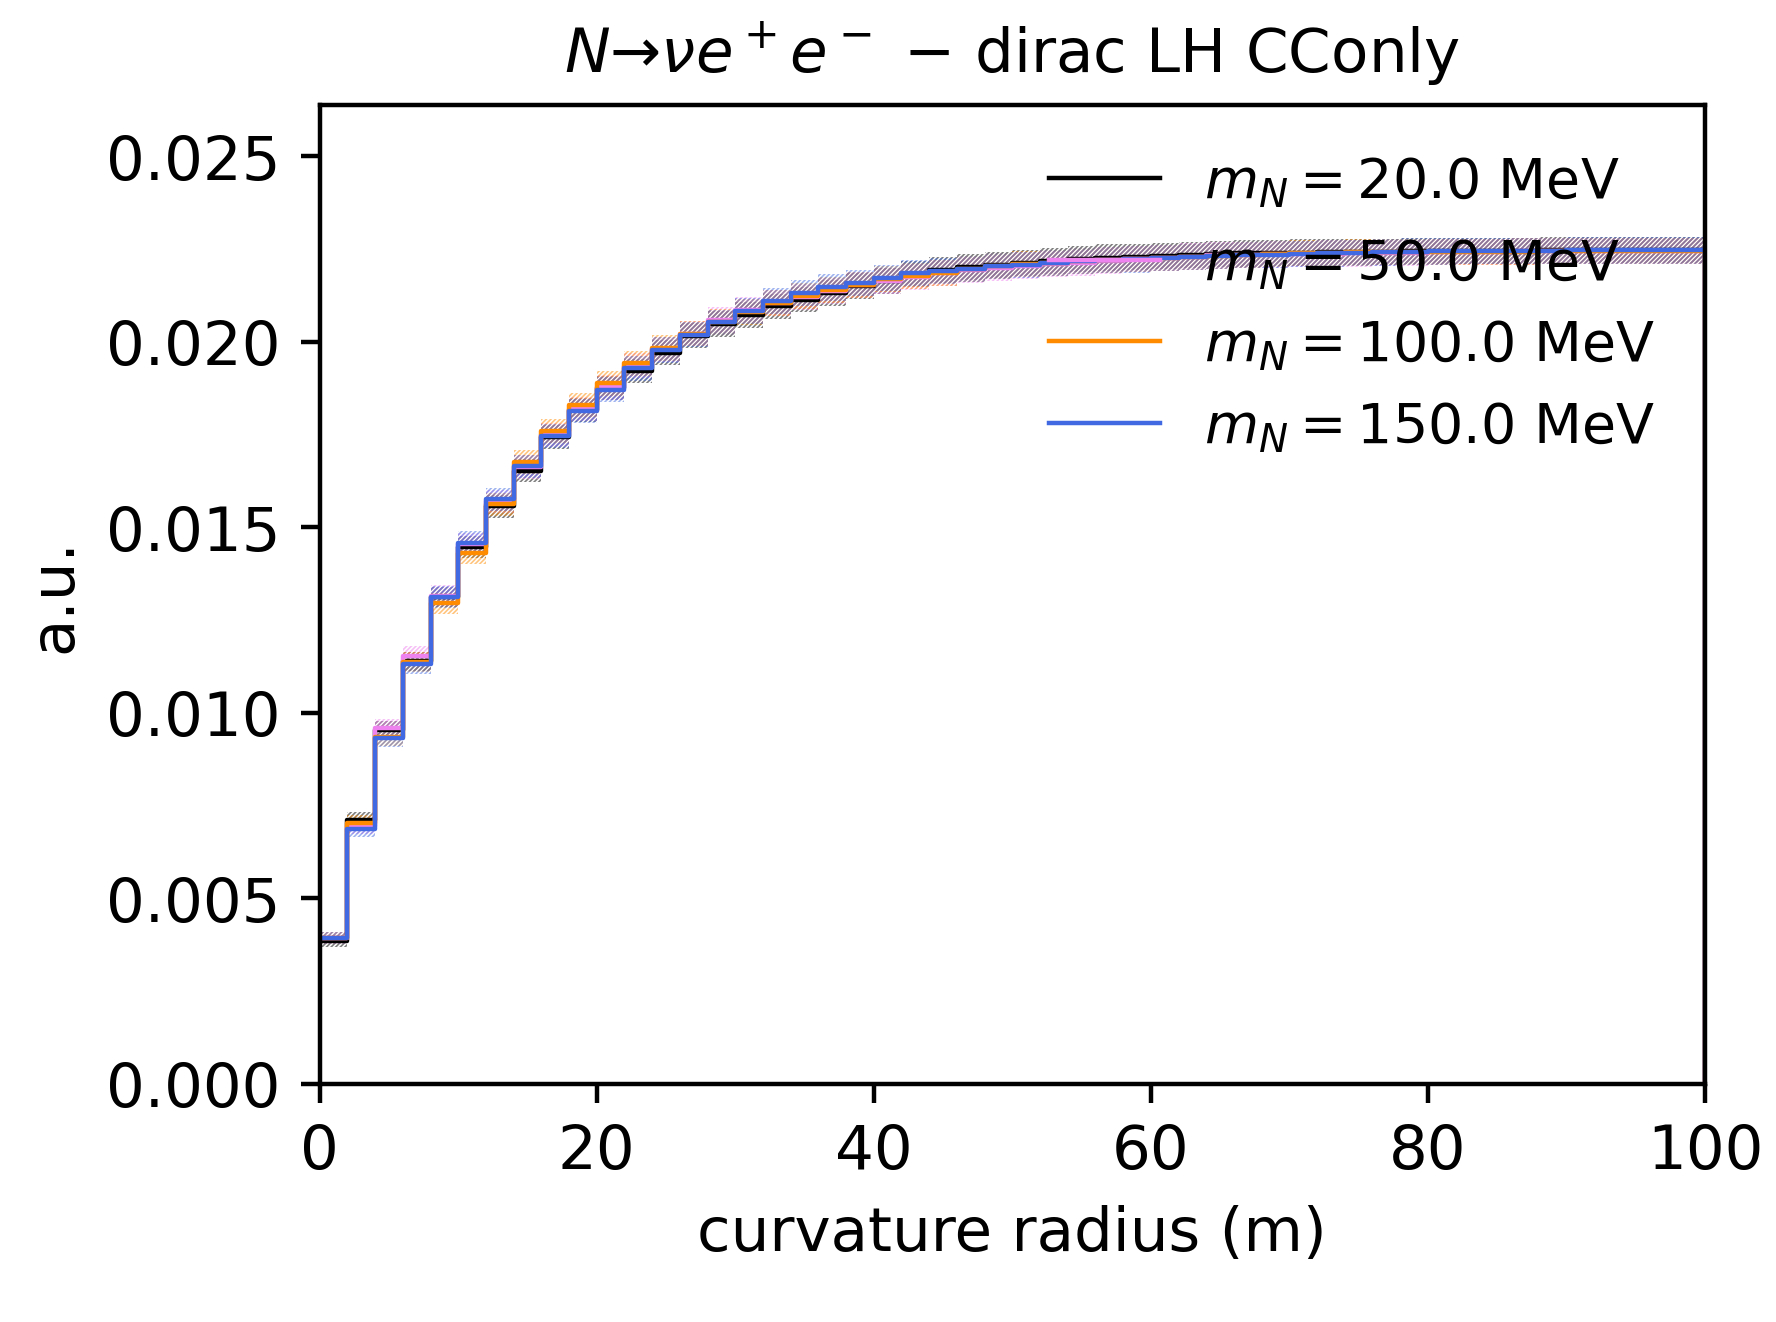 N→νe⁺e⁻ − dirac LH CConly
0.025
0.020
0.015
0.010
0.005
0.000
a.u.
m_N = 20.0 MeV
m_N = 50.0 MeV
m_N = 100.0 MeV
m_N = 150.0 MeV
0 20 40 60 80 100
curvature radius (m)